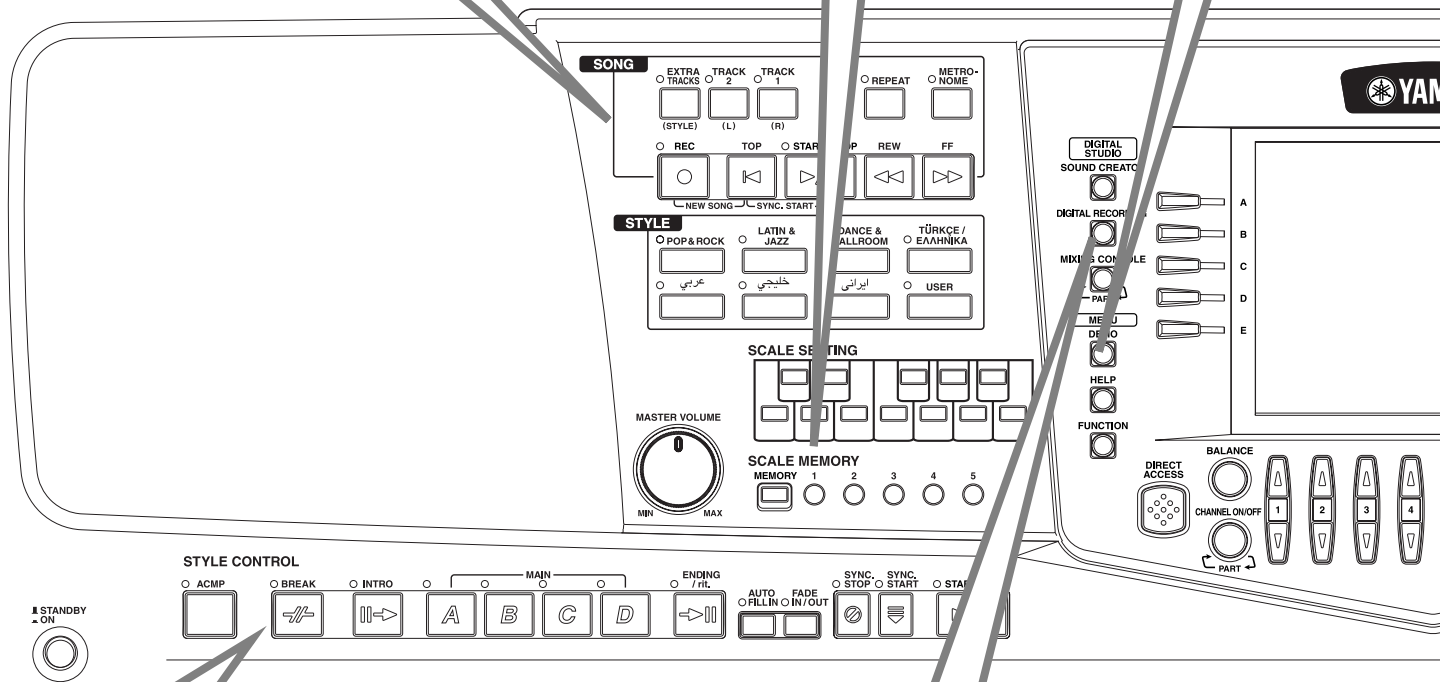 SONG
EXTRA TRACKS
TRACK 2
TRACK 1
REPEAT
METRO-
NOME
(STYLE)
(L)
(R)
REC
TOP
REW
FF
NEW SONG
SYNC. START
STYLE
POP & ROCK
LATIN &
JAZZ
DANCE &
TÜRKÇE /
ΕΛΛΗΝΙΚΑ
عربي
خليجي
ايرانى
USER
SCALE
MASTER VOLUME
MIN
MAX
SCALE MEMORY
MEMORY
1 2 3 4 5
DIGITAL
STUDIO
SOUND
DIGITAL
MIXING
MENU
HELP
FUNCTION
A
B
C
D
E
DIRECT
ACCESS
BALANCE
CHANNEL ON/OFF
PART
1 2 3 4
STYLE CONTROL
ACMP
BREAK
INTRO
MAIN
A B C D
ENDING
/ rit.
AUTO
FILL IN
FADE
IN / OUT
SYNC.
STOP
SYNC.
START
STANDBY
ON